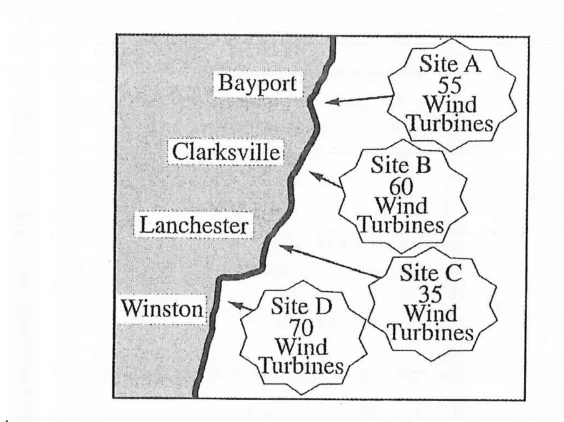 Bayport
Site A
55
Wind
Turbines
Clarksville
Site B
60
Wind
Turbines
Lanchester
Site C
35
Wind
Turbines
Winston
Site D
70
Wind
Turbines